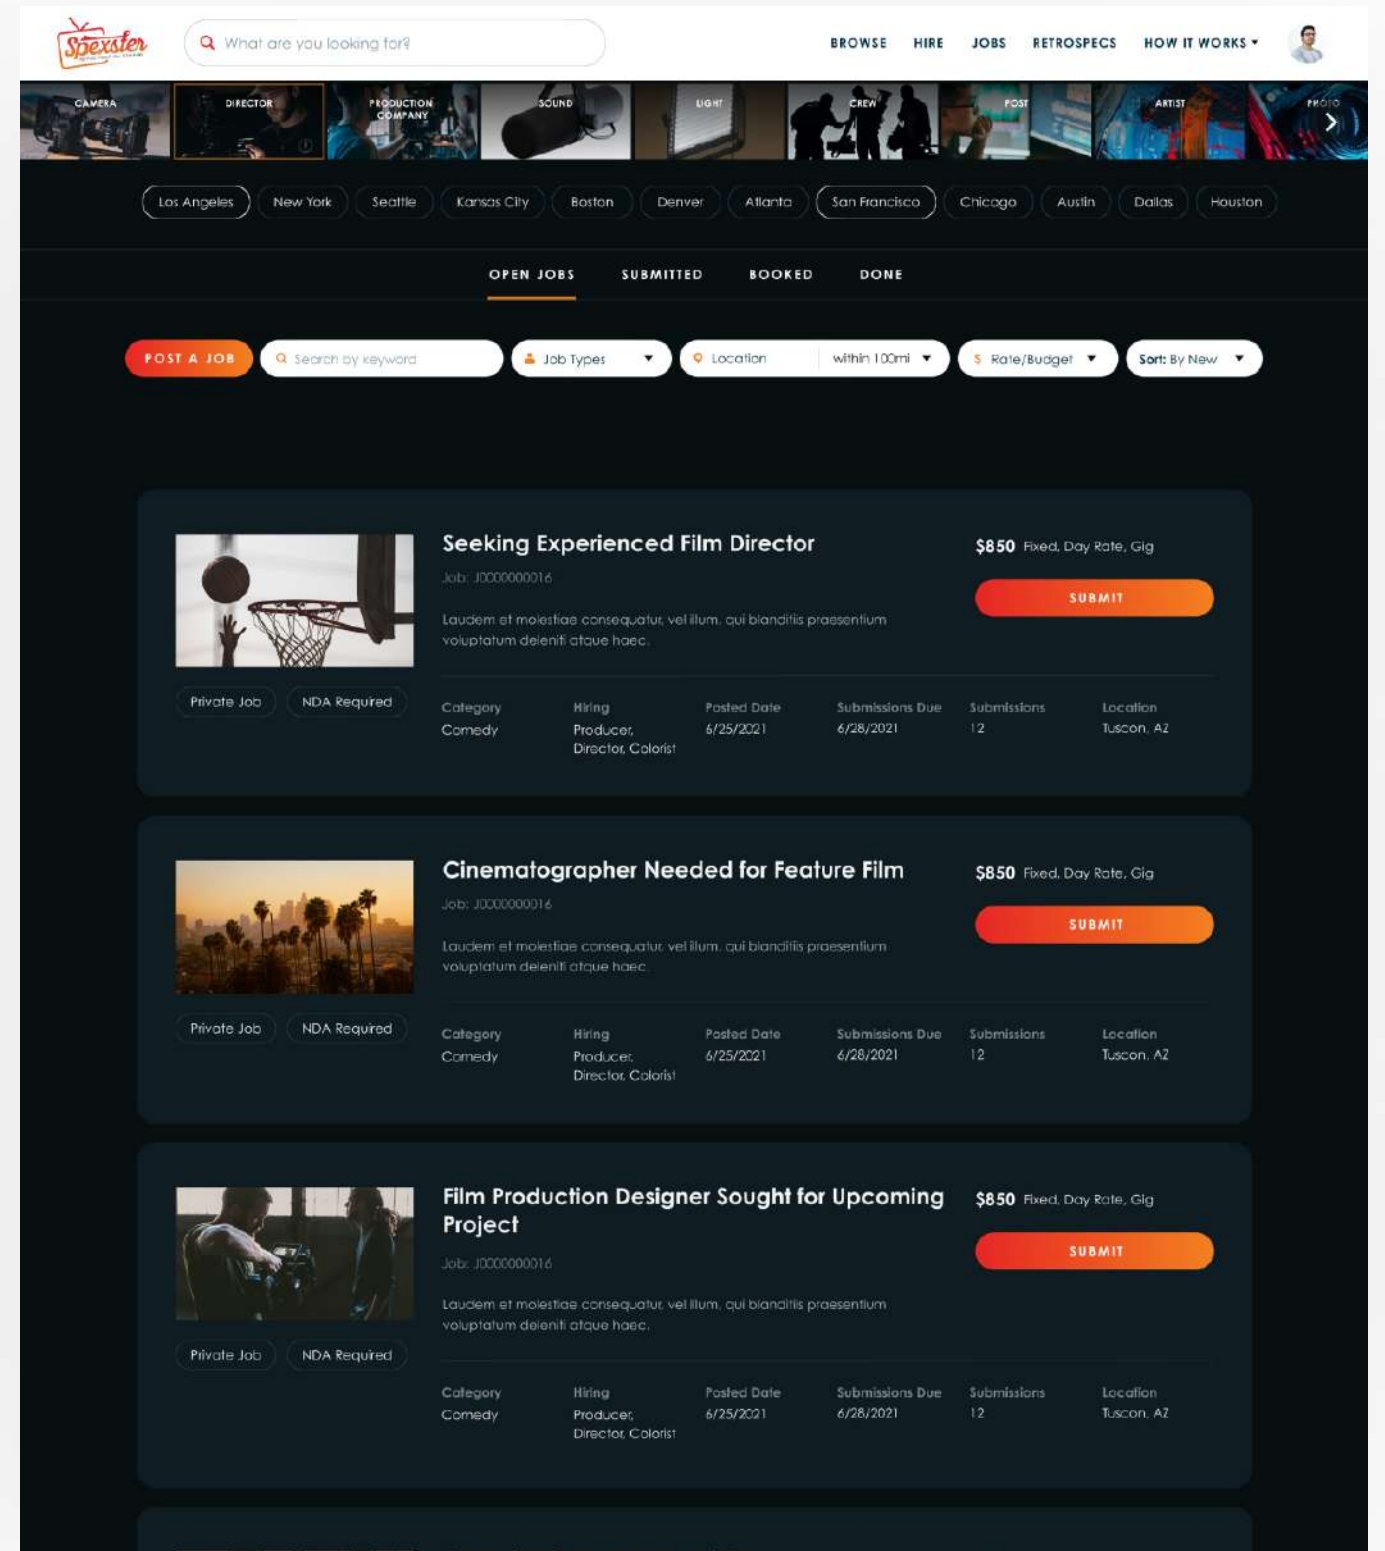 Spexster
What are you looking for?
BROWSE HIRE JOBS RETROSPECS HOW IT WORKS
CAMERA DIRECTOR PRODUCTION COMPANY SOUND LIGHT CREW POST ARTIST PHOTO
Los Angeles New York Seattle Kansas City Boston Denver Atlanta San Francisco Chicago Austin Dallas Houston
OPEN JOBS SUBMITTED BOOKED DONE
POST A JOB Search by keyword Job Types Location within 100mi $ Rate/Budget Sort: By New
Seeking Experienced Film Director
$850 Fixed, Day Rate, Gig
Job: J0000000016
SUBMIT
Laudem et molestiae consequatur, vel illum, qui blanditiis praesentium
voluptatum deleniti atque haec.
Private Job NDA Required
Category Hiring Posted Date Submissions Due Submissions Location
Comedy Producer, 6/25/2021 6/28/2021 12 Tuscon, AZ
Director, Colorist
Cinematographer Needed for Feature Film
$850 Fixed, Day Rate, Gig
Job: J0000000016
SUBMIT
Laudem et molestiae consequatur, vel illum, qui blanditiis praesentium
voluptatum deleniti atque haec.
Private Job NDA Required
Category Hiring Posted Date Submissions Due Submissions Location
Comedy Producer, 6/25/2021 6/28/2021 12 Tuscon, AZ
Director, Colorist
Film Production Designer Sought for Upcoming
Project
$850 Fixed, Day Rate, Gig
Job: J0000000016
SUBMIT
Laudem et molestiae consequatur, vel illum, qui blanditiis praesentium
voluptatum deleniti atque haec.
Private Job NDA Required
Category Hiring Posted Date Submissions Due Submissions Location
Comedy Producer, 6/25/2021 6/28/2021 12 Tuscon, AZ
Director, Colorist